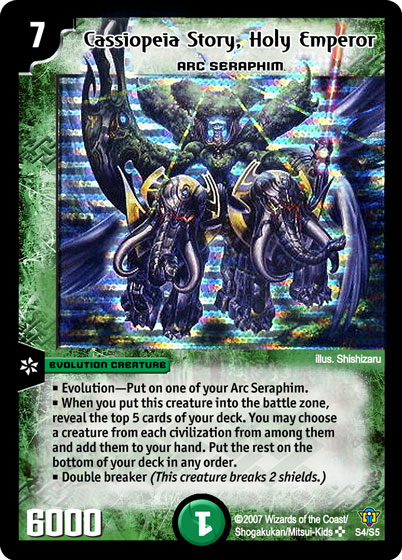 7
Cassiopeia Story, Holy Emperor
ARC SERAPHIM
illus. Shishizaru
EVOLUTION CREATURE
▪ Evolution—Put on one of your Arc Seraphim.
▪ When you put this creature into the battle zone,
reveal the top 5 cards of your deck. You may choose
a creature from each civilization from among them
and add them to your hand. Put the rest on the
bottom of your deck in any order.
▪ Double breaker (This creature breaks 2 shields.)
6000
1
©2007 Wizards of the Coast/
Shogakukan/Mitsui-Kids S4/S5